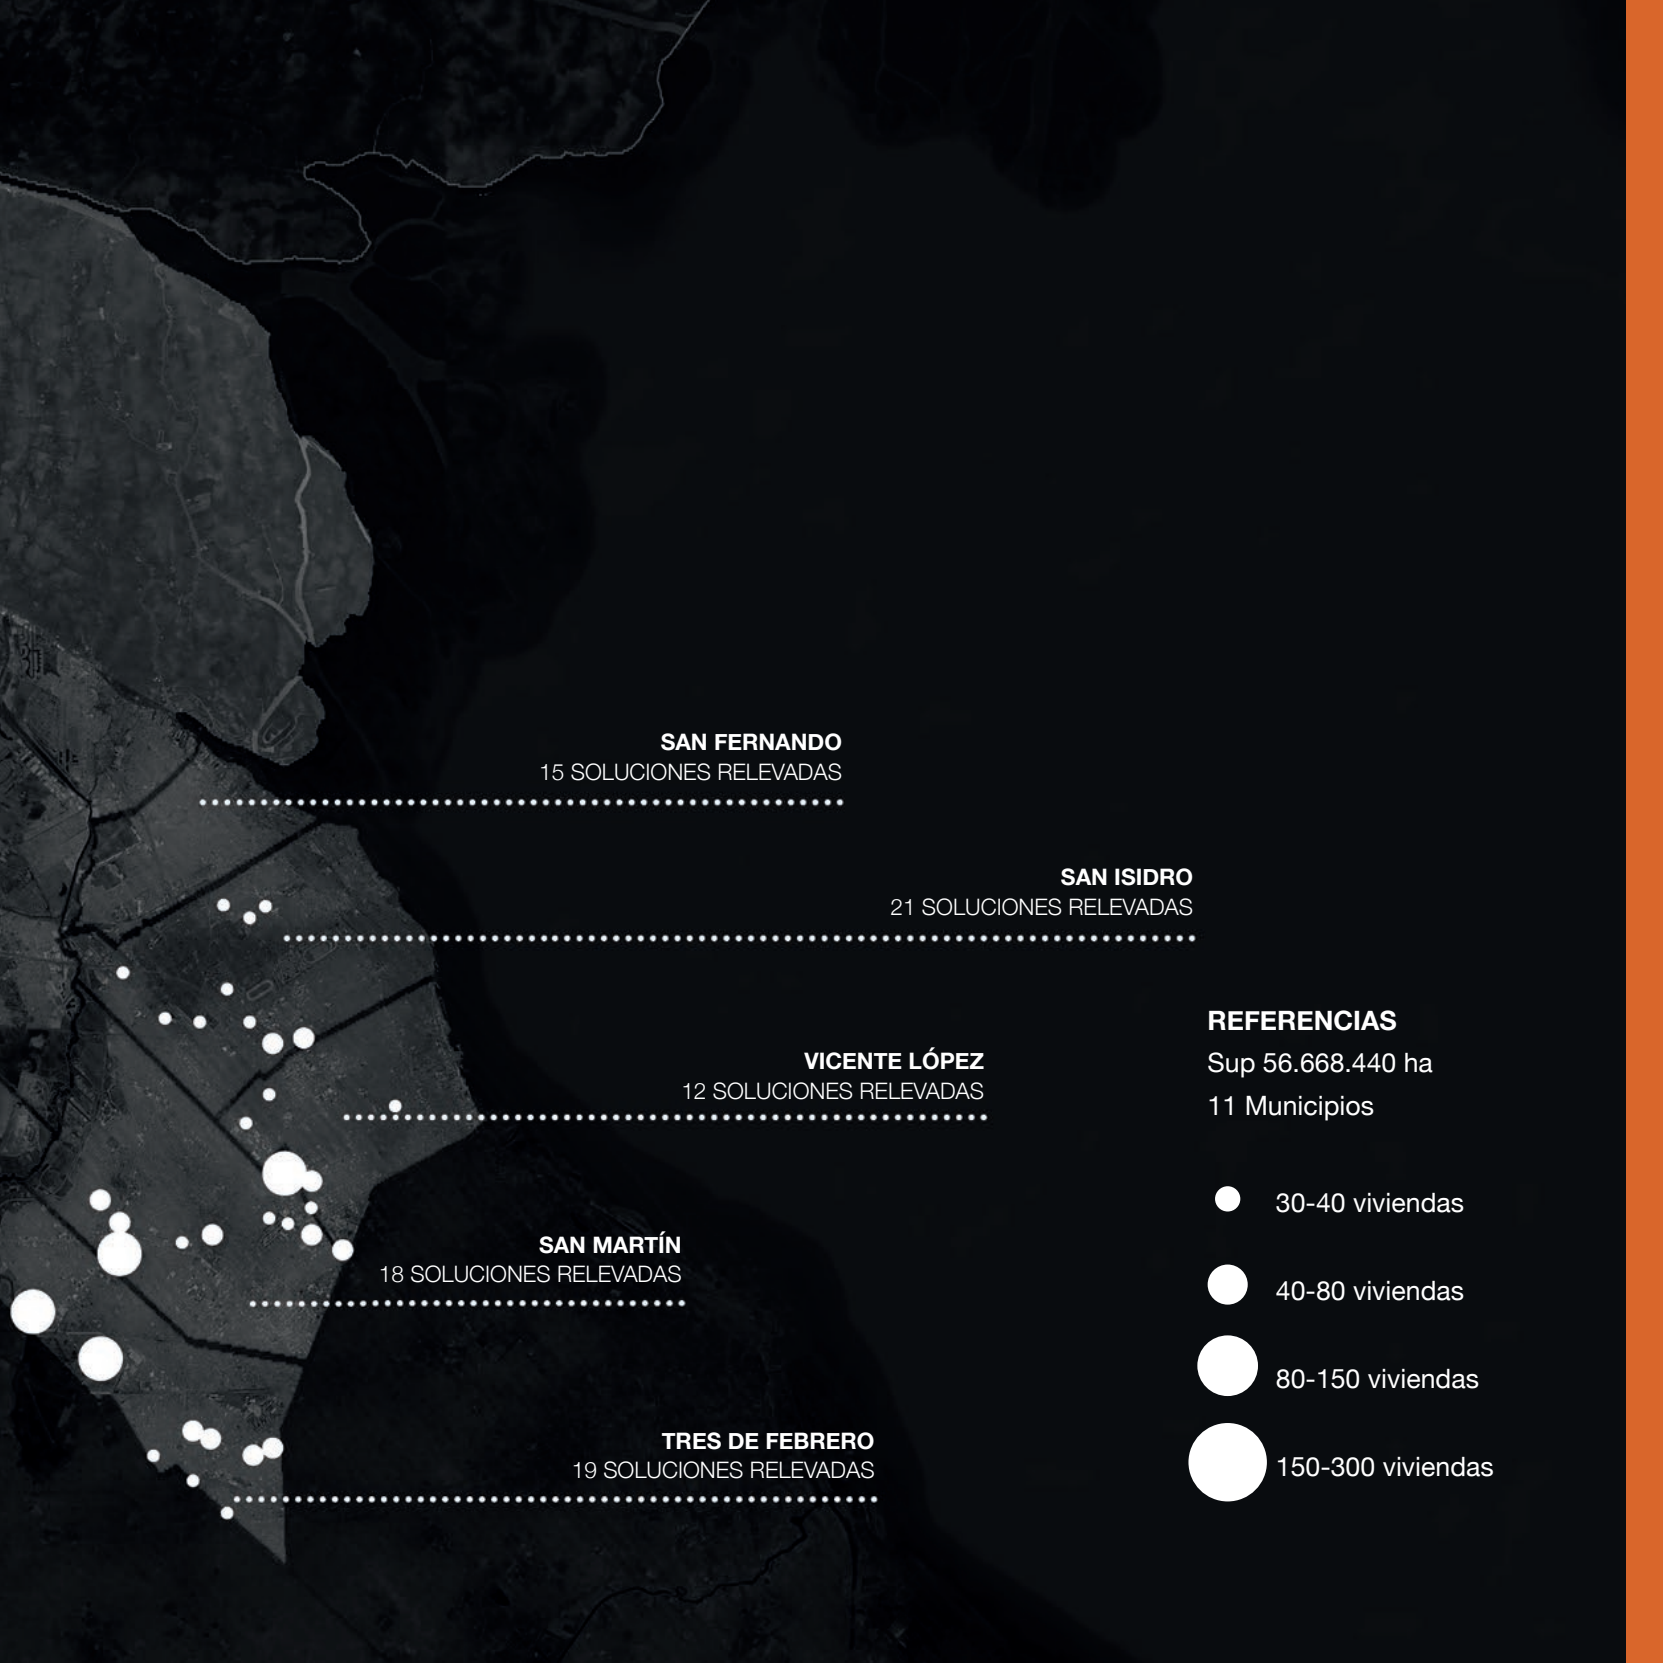 SAN FERNANDO
15 SOLUCIONES RELEVADAS
SAN ISIDRO
21 SOLUCIONES RELEVADAS
VICENTE LÓPEZ
12 SOLUCIONES RELEVADAS
SAN MARTÍN
18 SOLUCIONES RELEVADAS
TRES DE FEBRERO
19 SOLUCIONES RELEVADAS
REFERENCIAS
Sup 56.668.440 ha
11 Municipios
30-40 viviendas
40-80 viviendas
80-150 viviendas
150-300 viviendas